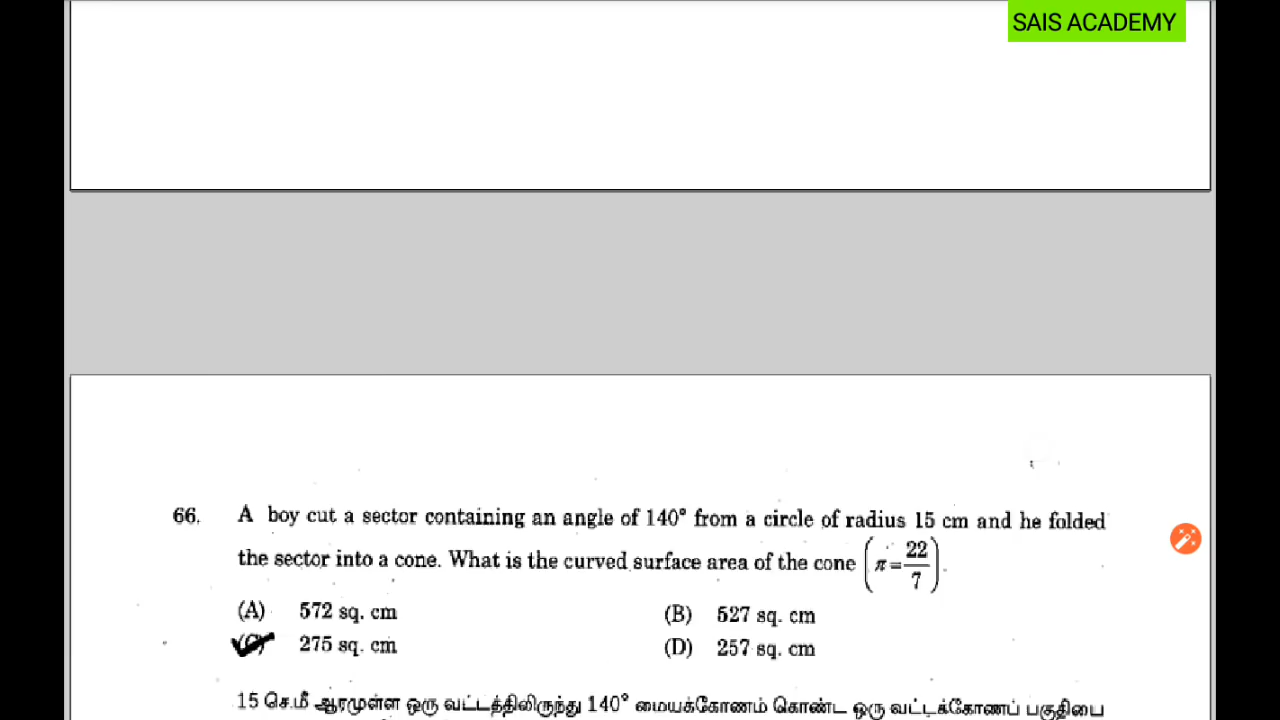 SAIS ACADEMY
66. A boy cut a sector containing an angle of 140° from a circle of radius 15 cm and he folded
the sector into a cone. What is the curved surface area of the cone (π = 22/7).
(A) 572 sq. cm (B) 527 sq. cm
(C) 275 sq. cm (D) 257 sq. cm
15 செ.மீ ஆரமுள்ள ஒரு வட்டத்திலிருந்து 140° மையக்கோணம் கொண்ட ஒரு வட்டக்கோணப் பகுதியை